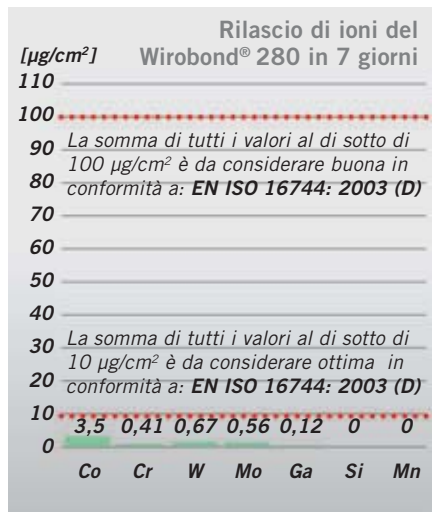 Rilascio di ioni del
[µg/cm²] Wirobond® 280 in 7 giorni
110
100
La somma di tutti i valori al di sotto di
90
100 µg/cm² è da considerare buona in
80
conformità a: EN ISO 16744: 2003 (D)
70
60
50
40
La somma di tutti i valori al di sotto di
30
10 µg/cm² è da considerare ottima in
20
conformità a: EN ISO 16744: 2003 (D)
10
3,5 0,41 0,67 0,56 0,12 0 0
0
Co Cr W Mo Ga Si Mn